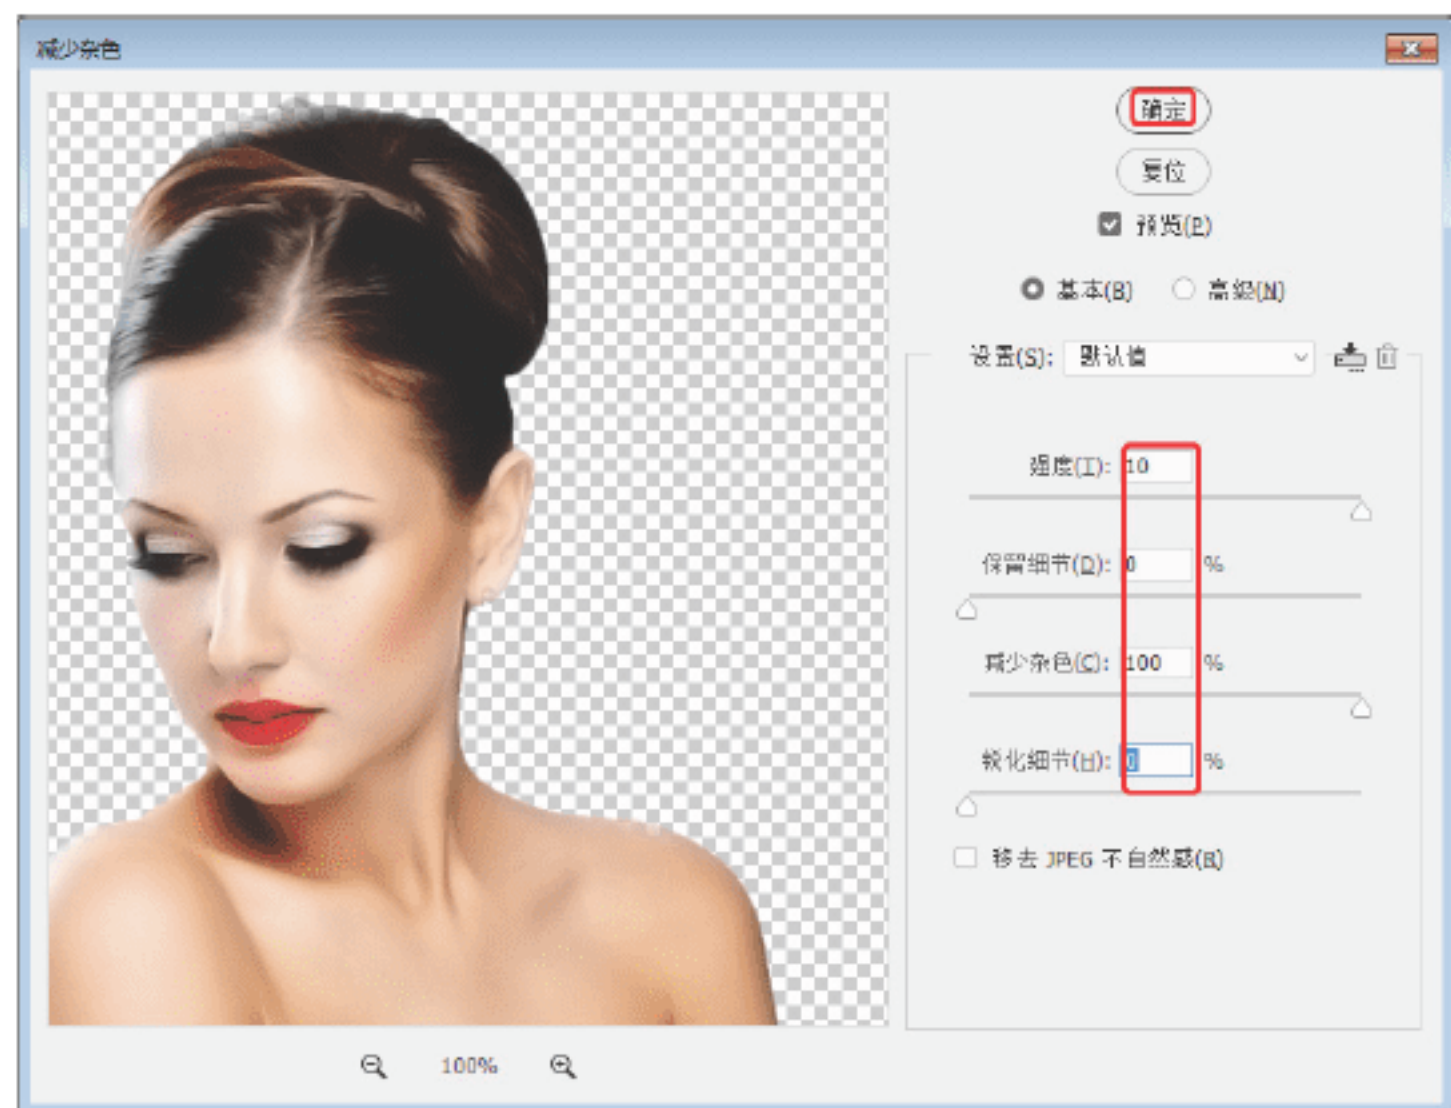 减少杂色
确定
复位
预览(P)
基本(B) 高级(N)
设置(S): 默认值
强度(I): 10
保留细节(D): 0 %
减少杂色(C): 100 %
锐化细节(H): 0 %
移去 JPEG 不自然感(R)
100%